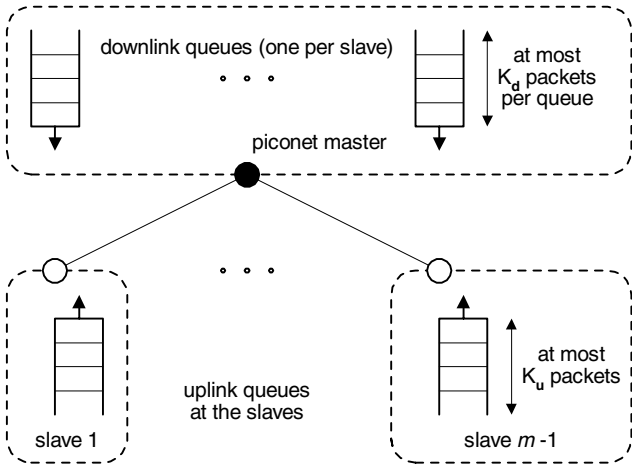 downlink queues (one per slave)
at most
K_d packets
per queue
piconet master
at most
K_u packets
uplink queues
at the slaves
slave 1
slave m-1